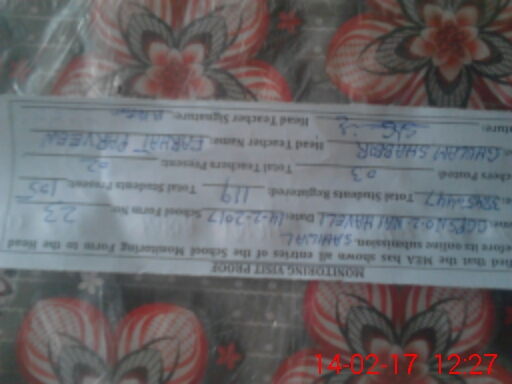 MONITORING VISIT PROOF
that the MEA has shown all entries of the School Monitoring Form to the Head
before its online submission. SAHIWAL
GGPS NO.2 NAI HAVELI Date: 14-2-2017 School Form No: 23
Total Students Registered: 119 Total Students Present: 105
Posted: 03 Total Teachers Present: 02
GHULAM SHABBIR Head Teacher Name: FARHAT PARVEEN
Head Teacher Signature:
14-02-17 12:27